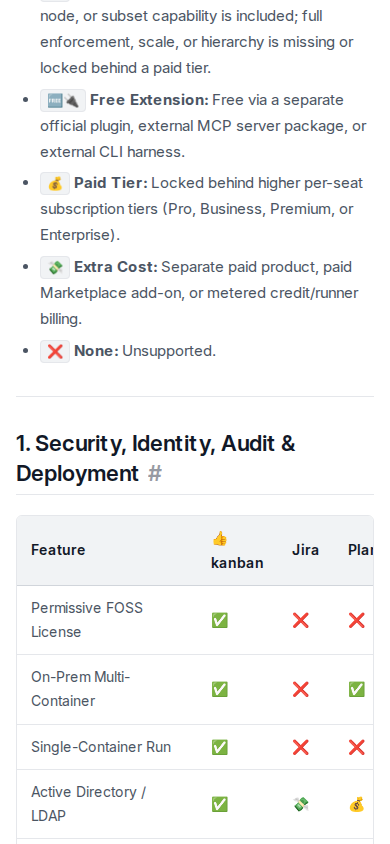 node, or subset capability is included; full
enforcement, scale, or hierarchy is missing or
locked behind a paid tier.
• 🆓🔌 Free Extension: Free via a separate
official plugin, external MCP server package, or
external CLI harness.
• 💰 Paid Tier: Locked behind higher per-seat
subscription tiers (Pro, Business, Premium, or
Enterprise).
• 💸 Extra Cost: Separate paid product, paid
Marketplace add-on, or metered credit/runner
billing.
• ❌ None: Unsupported.
1. Security, Identity, Audit &
Deployment #
Feature 👍 kanban Jira Plan
Permissive FOSS
License ✅ ❌ ❌
On-Prem Multi-
Container ✅ ❌ ✅
Single-Container Run ✅ ❌ ❌
Active Directory /
LDAP ✅ 💸 💰